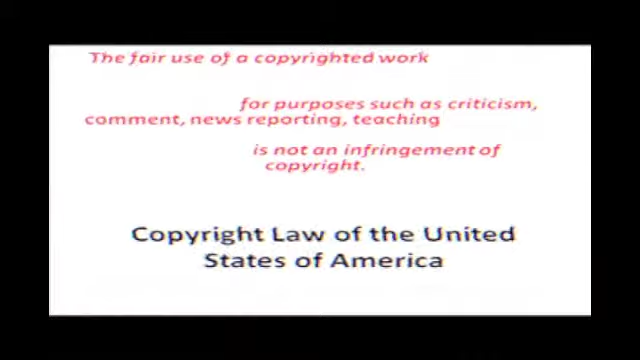 The fair use of a copyrighted work
for purposes such as criticism,
comment, news reporting, teaching
is not an infringement of
copyright.
Copyright Law of the United
States of America